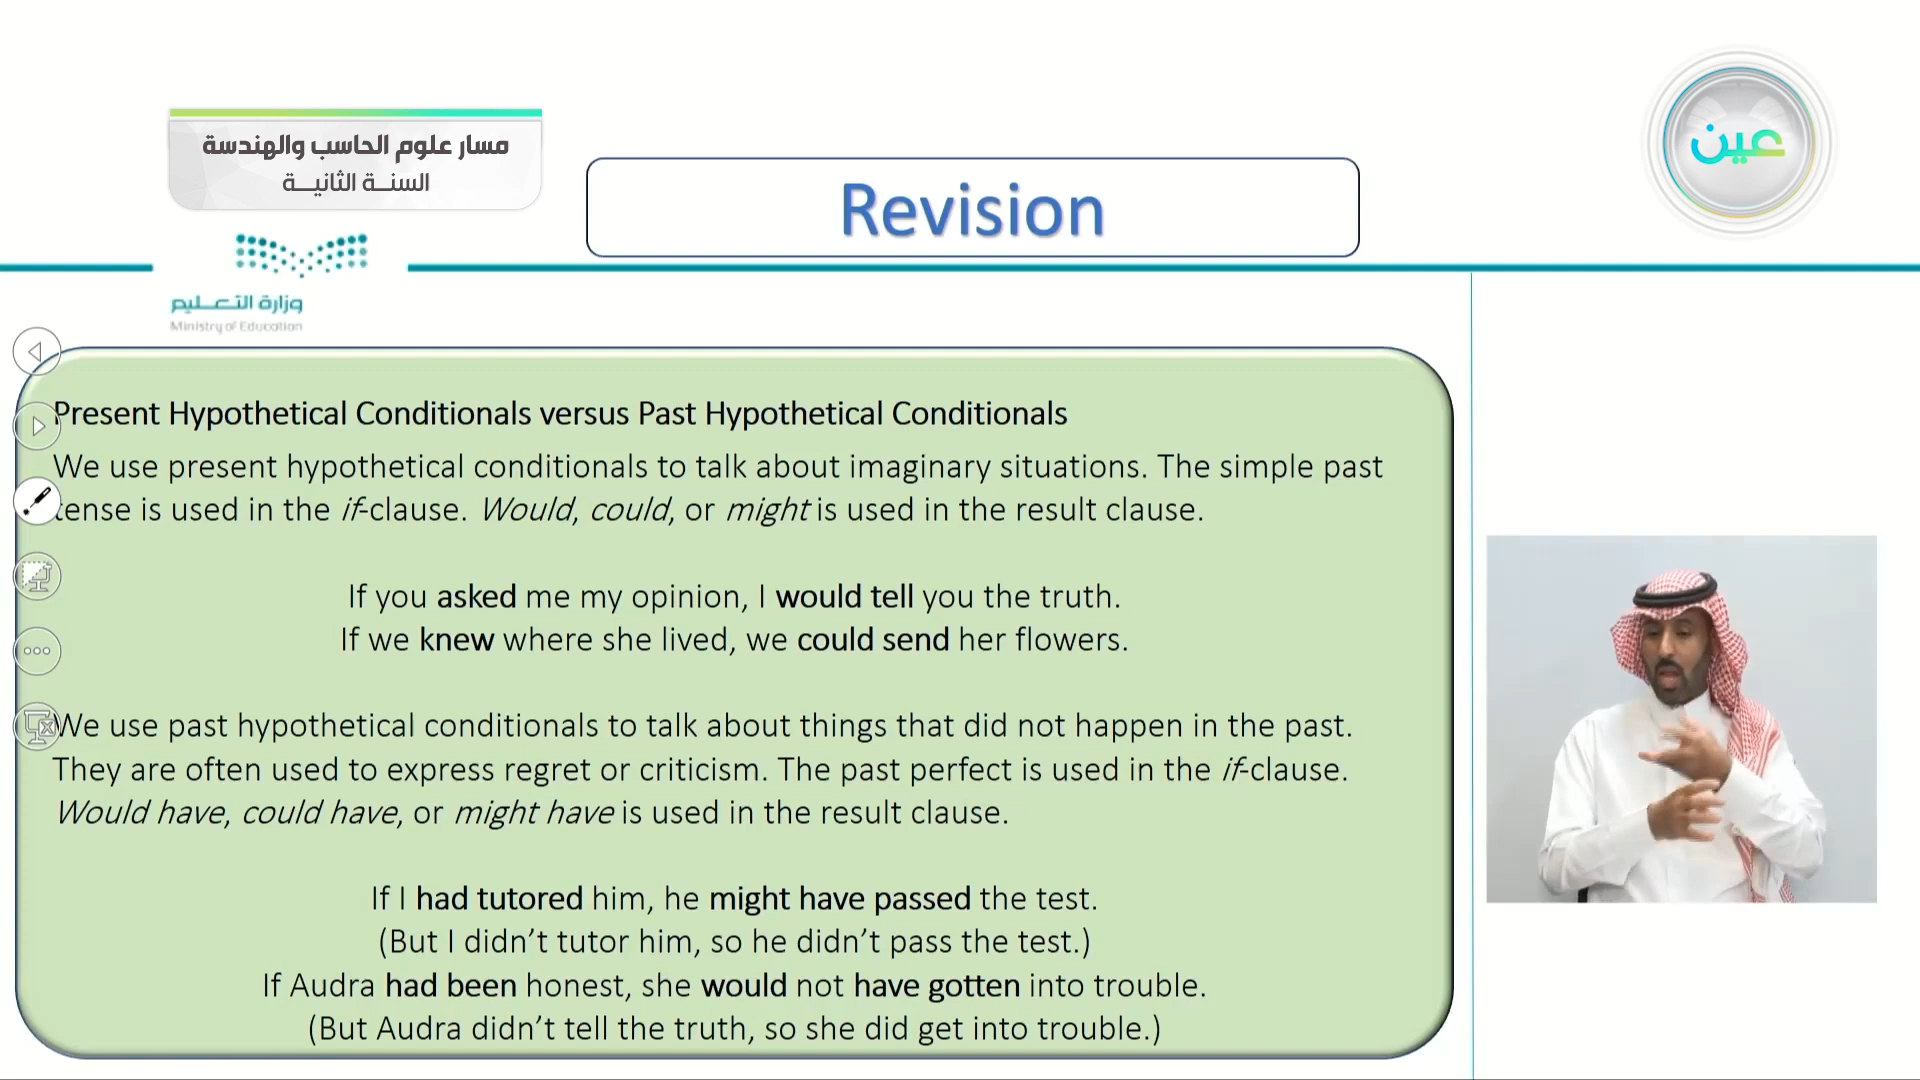 مسار علوم الحاسب والهندسة
السنة الثانية
عين
Revision
وزارة التعليم
Ministry of Education
Present Hypothetical Conditionals versus Past Hypothetical Conditionals
We use present hypothetical conditionals to talk about imaginary situations. The simple past
tense is used in the if-clause. Would, could, or might is used in the result clause.
If you asked me my opinion, I would tell you the truth.
If we knew where she lived, we could send her flowers.
We use past hypothetical conditionals to talk about things that did not happen in the past.
They are often used to express regret or criticism. The past perfect is used in the if-clause.
Would have, could have, or might have is used in the result clause.
If I had tutored him, he might have passed the test.
(But I didn’t tutor him, so he didn’t pass the test.)
If Audra had been honest, she would not have gotten into trouble.
(But Audra didn’t tell the truth, so she did get into trouble.)